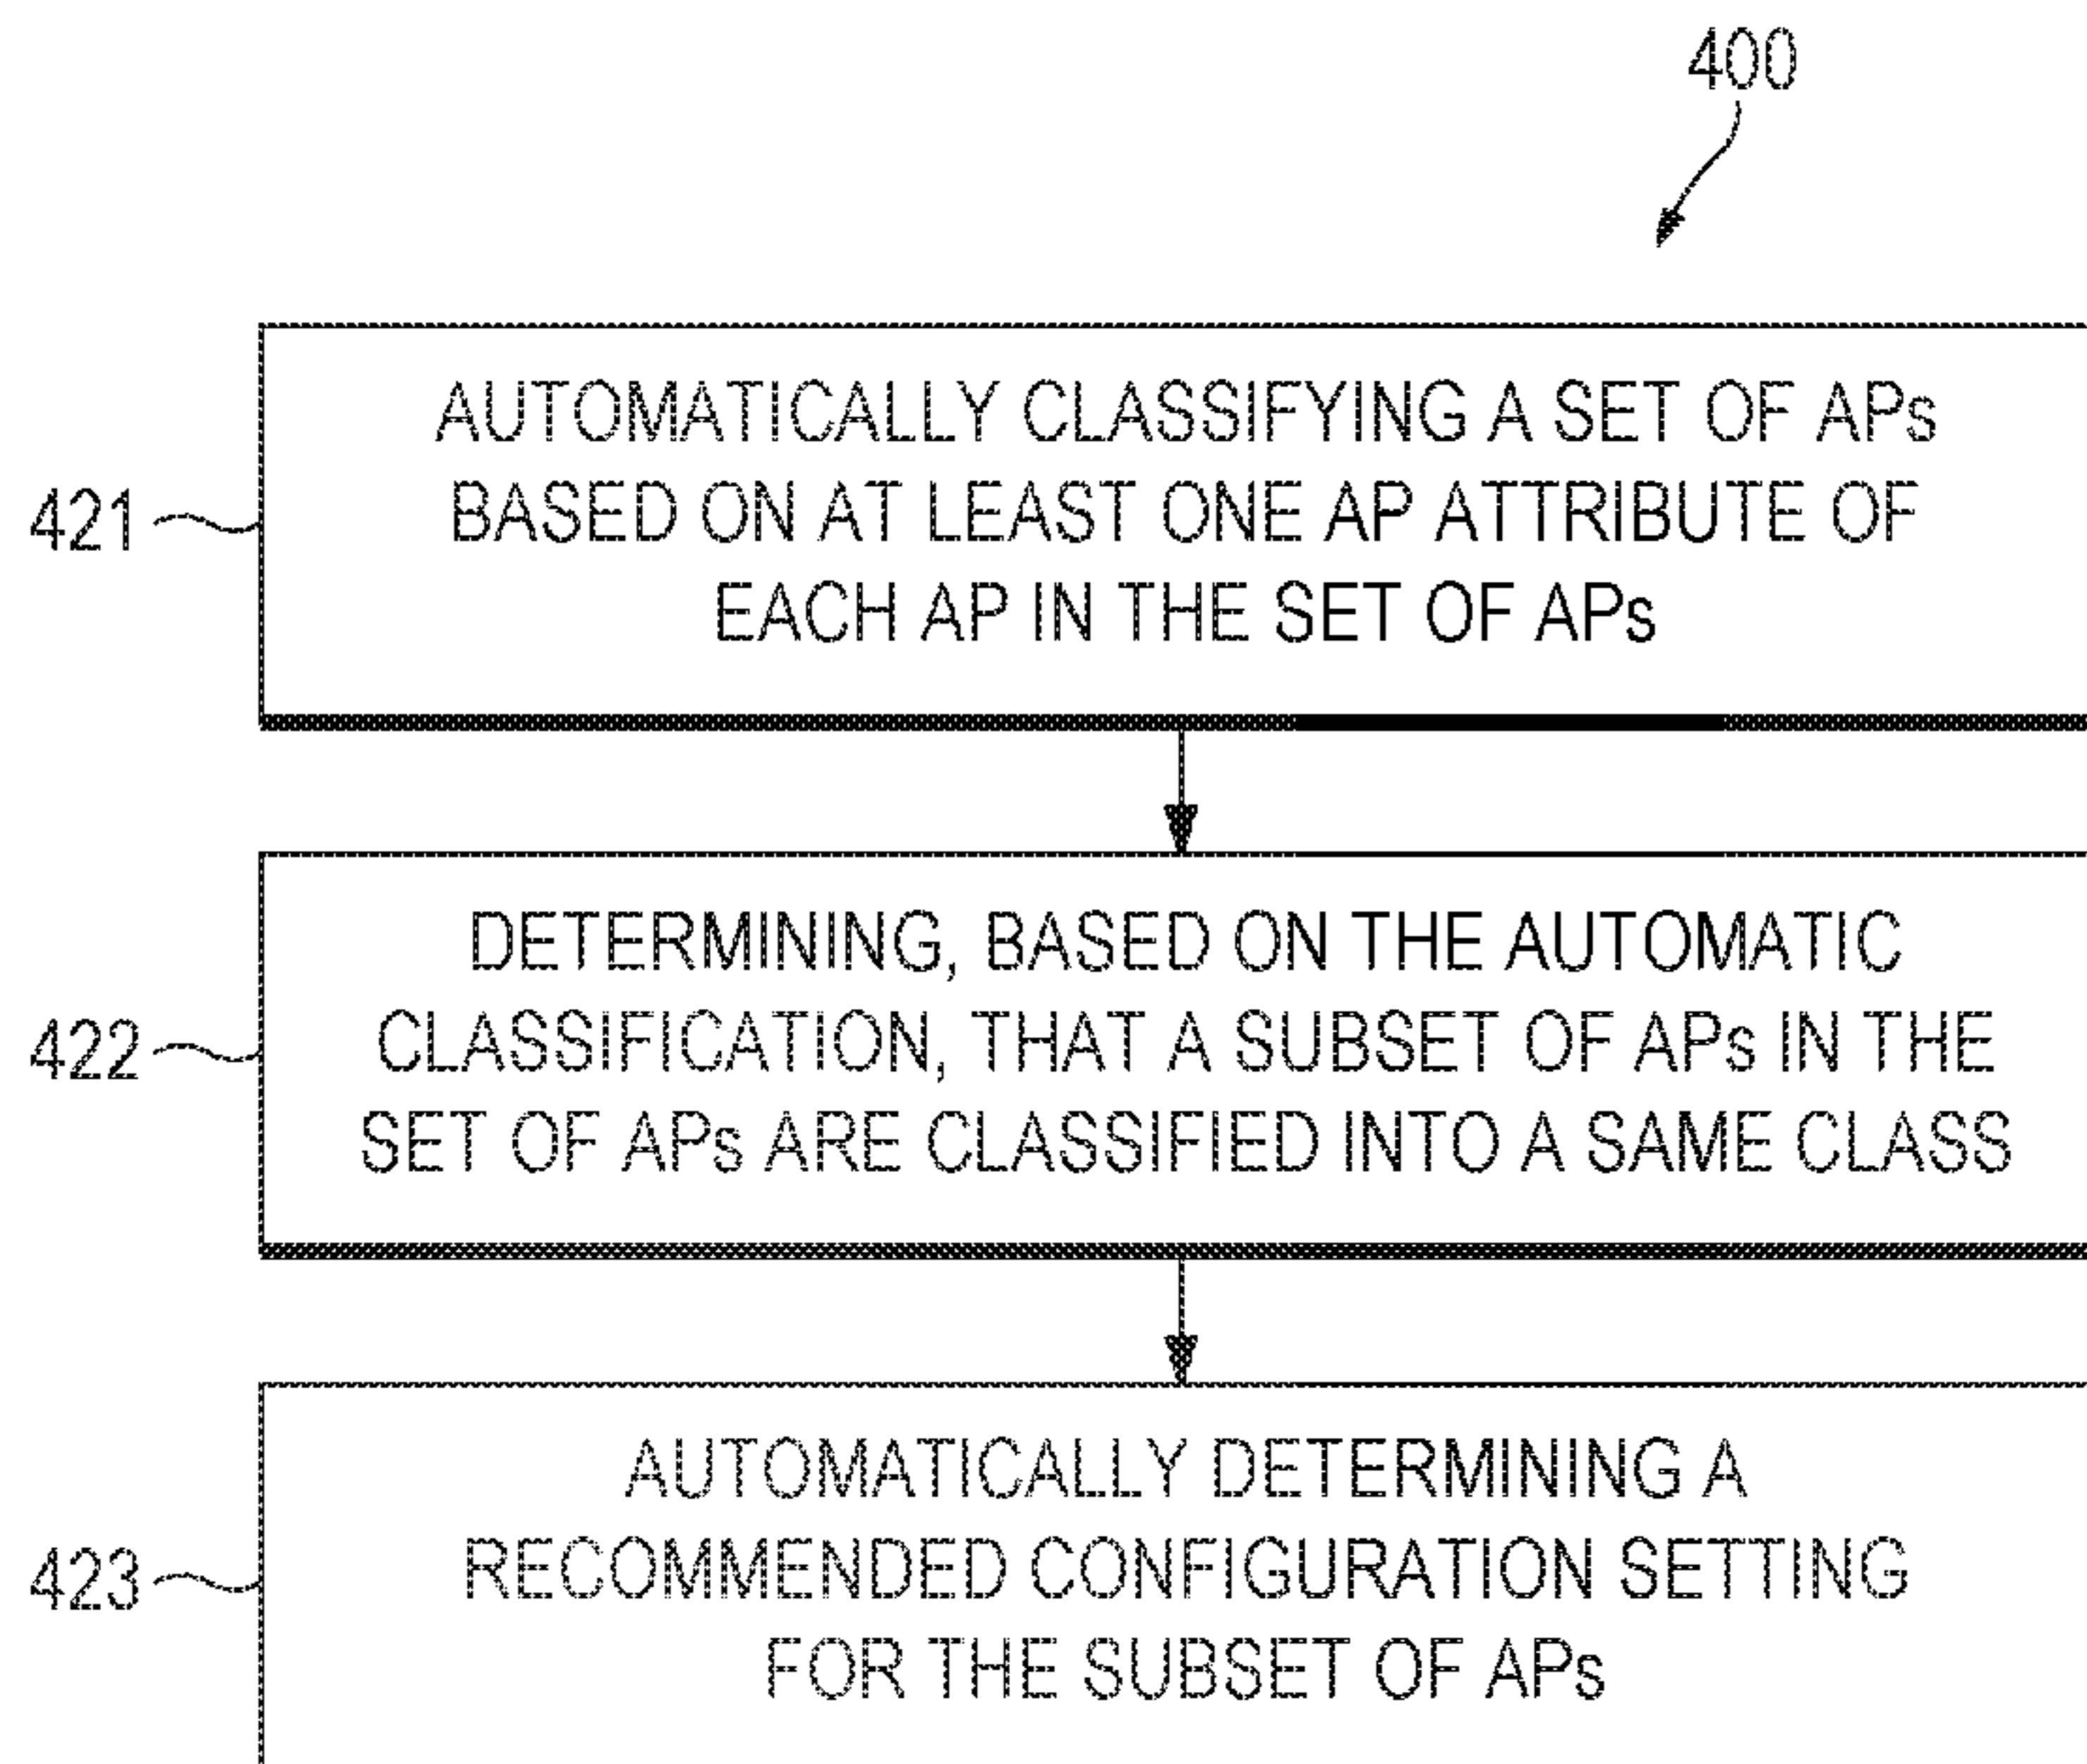 400
AUTOMATICALLY CLASSIFYING A SET OF APs
BASED ON AT LEAST ONE AP ATTRIBUTE OF
EACH AP IN THE SET OF APs
421
DETERMINING, BASED ON THE AUTOMATIC
CLASSIFICATION, THAT A SUBSET OF APs IN THE
SET OF APs ARE CLASSIFIED INTO A SAME CLASS
422
AUTOMATICALLY DETERMINING A
RECOMMENDED CONFIGURATION SETTING
FOR THE SUBSET OF APs
423